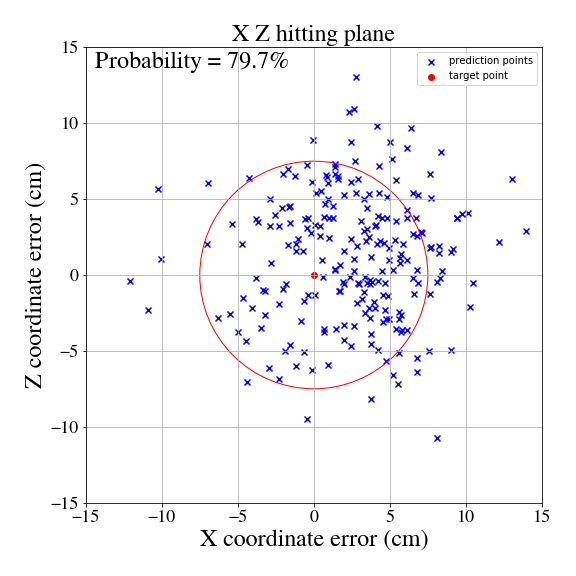 X Z hitting plane
Probability = 79.7%
prediction points
target point
Z coordinate error (cm)
15
10
5
0
−5
−10
−15
−15
−10
−5
0
5
10
15
X coordinate error (cm)